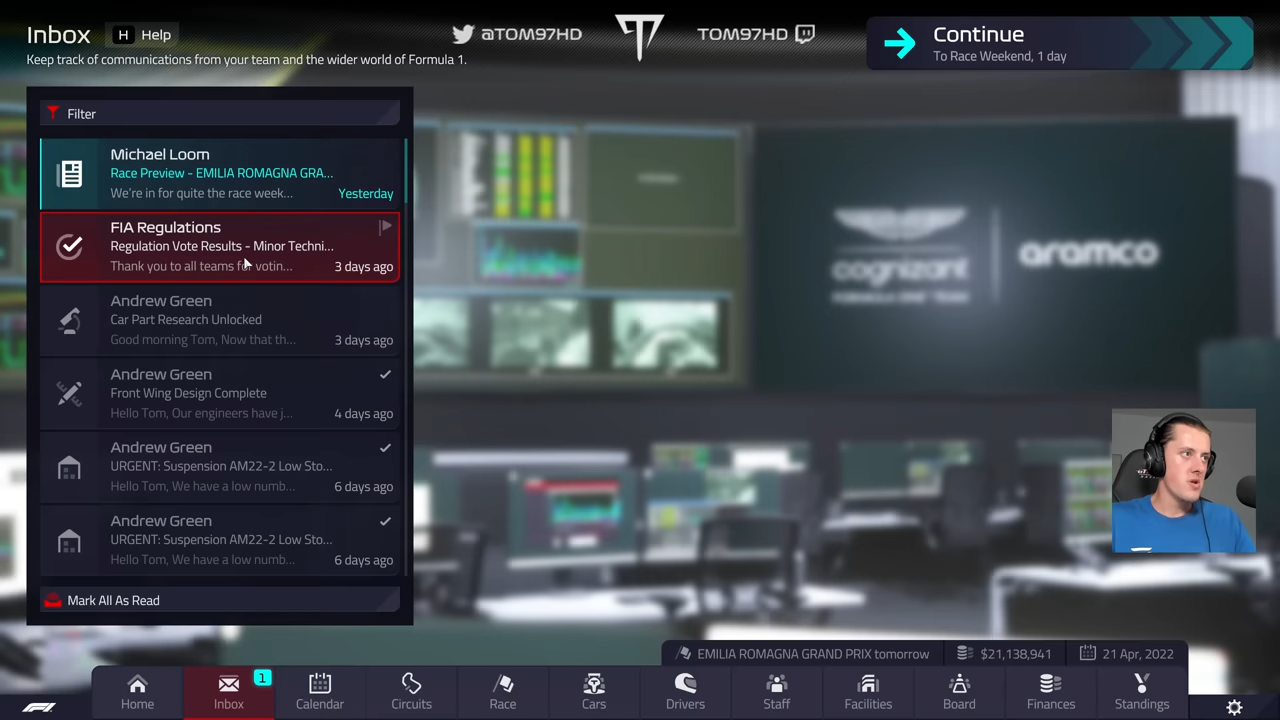 Inbox
H Help
@TOM97HD
TOM97HD
Continue
To Race Weekend, 1 day
Keep track of communications from your team and the wider world of Formula 1.
Filter
Michael Loom
Race Preview - EMILIA ROMAGNA GRA...
We're in for quite the race week...
Yesterday
FIA Regulations
Regulation Vote Results - Minor Techni...
Thank you to all teams for votin...
3 days ago
Andrew Green
Car Part Research Unlocked
Good morning Tom, Now that th...
3 days ago
Andrew Green
Front Wing Design Complete
Hello Tom, Our engineers have j...
4 days ago
Andrew Green
URGENT: Suspension AM22-2 Low Sto...
Hello Tom, We have a low numb...
6 days ago
Andrew Green
URGENT: Suspension AM22-2 Low Sto...
Hello Tom, We have a low numb...
6 days ago
Mark All As Read
cognizant
FORMULA ONE TEAM
aramco
EMILIA ROMAGNA GRAND PRIX tomorrow
$21,138,941
21 Apr, 2022
Home
Inbox
1
Calendar
Circuits
Race
Cars
Drivers
Staff
Facilities
Board
Finances
Standings